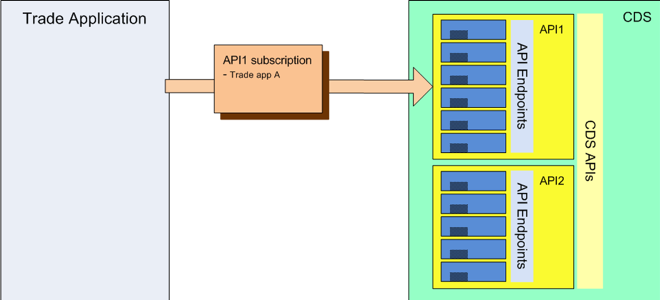 Trade Application
API1 subscription
- Trade app A
CDS
API1
API Endpoints
CDS APIs
API2
API Endpoints